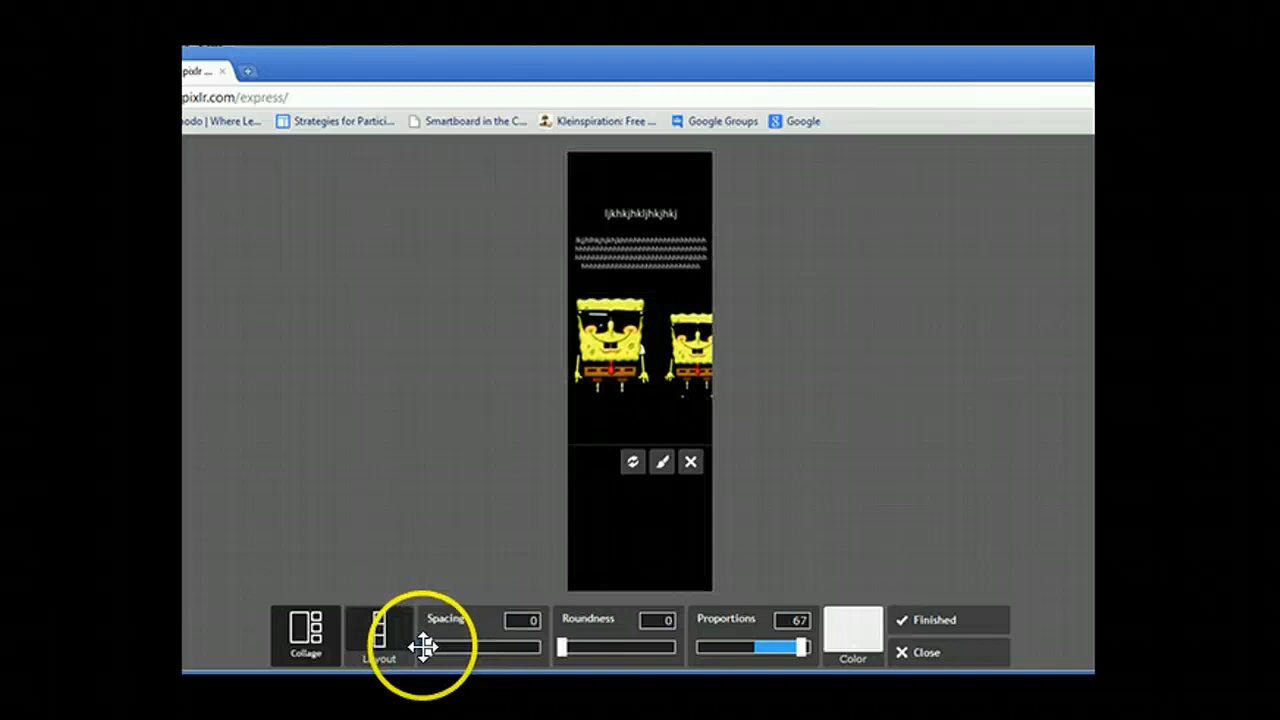 pixlr ...
pixlr.com/express/
nodo | Where Le... Strategies for Partici... Smartboard in the C... Kleinspiration: Free ... Google Groups Google
ljkhkjhkljhkjhkj
Collage
Layout
Spacing 0
Roundness 0
Proportions 67
Color
Finished
Close